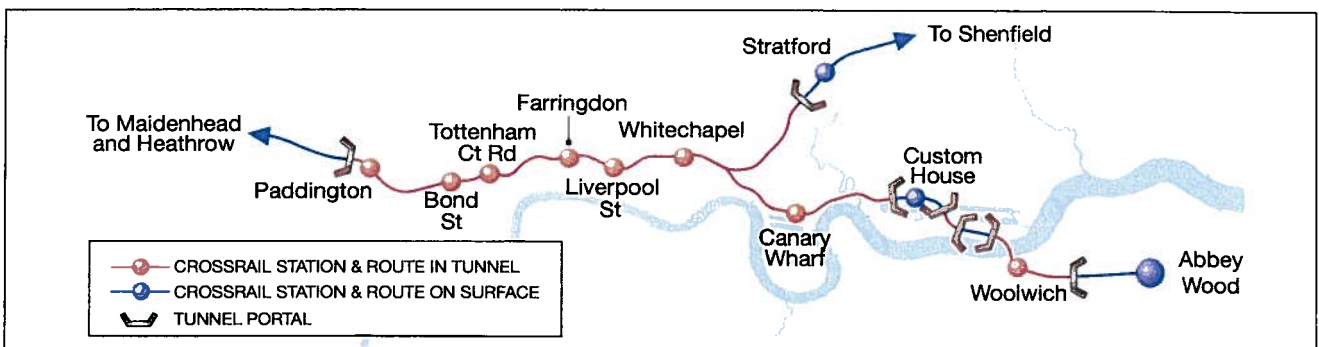 To Maidenhead
and Heathrow
Paddington
Bond
St
Tottenham
Ct Rd
Farringdon
Liverpool
St
Whitechapel
Stratford
To Shenfield
Canary
Wharf
Custom
House
Woolwich
Abbey
Wood
CROSSRAIL STATION & ROUTE IN TUNNEL
CROSSRAIL STATION & ROUTE ON SURFACE
TUNNEL PORTAL